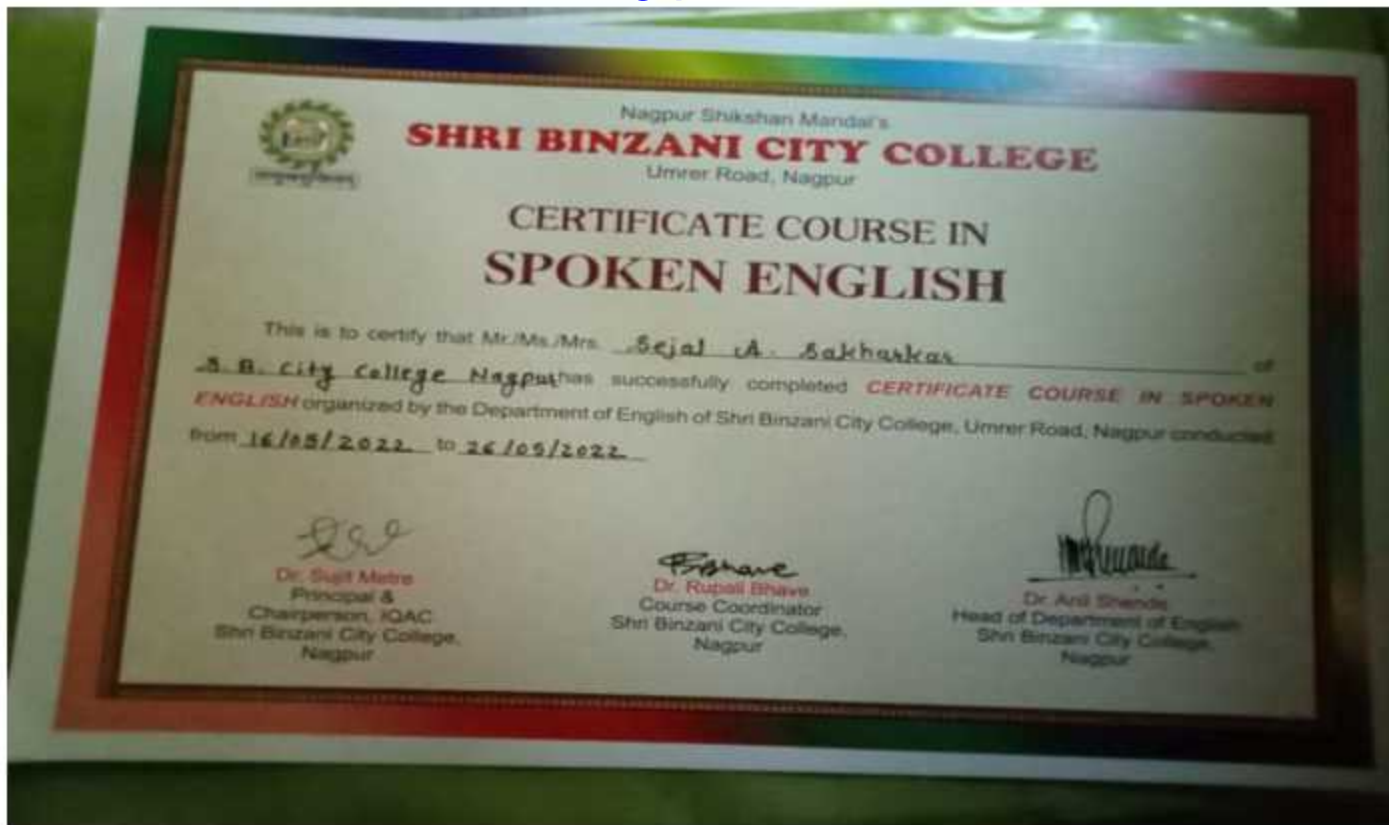 Nagpur Shikshan Mandal's
SHRI BINZANI CITY COLLEGE
Umrer Road, Nagpur
CERTIFICATE COURSE IN
SPOKEN ENGLISH
This is to certify that Mr./Ms./Mrs. Sejal A. Sakharkar of
S. B. City College Nagpur has successfully completed CERTIFICATE COURSE IN SPOKEN
ENGLISH organized by the Department of English of Shri Binzani City College, Umrer Road, Nagpur conducted
from 16/05/2022 to 26/05/2022
Dr. Sujit Metre
Principal &
Chairperson, IQAC
Shri Binzani City College,
Nagpur
Dr. Rupali Bhave
Course Coordinator
Shri Binzani City College,
Nagpur
Dr. Anil Shende
Head of Department of English
Shri Binzani City College,
Nagpur